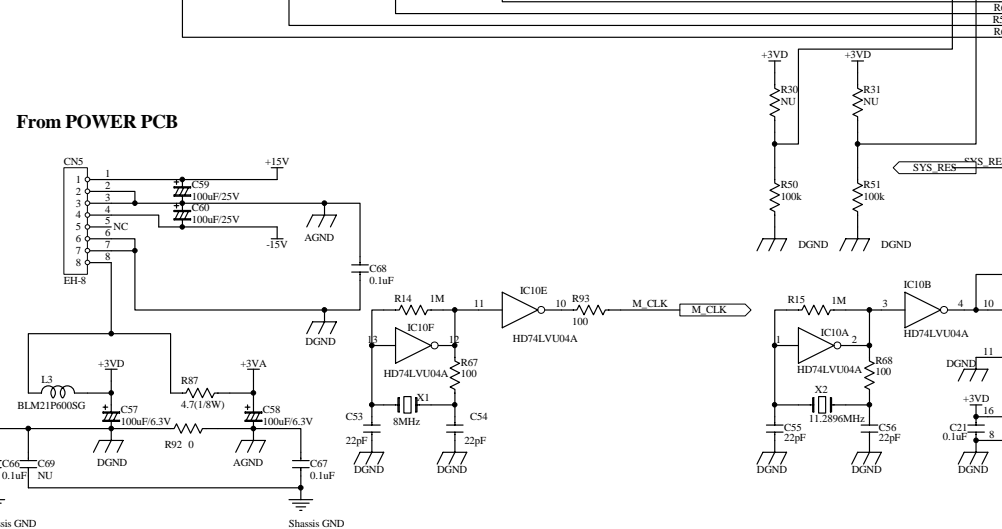 R5
+3VD
+3VD
R30
NU
R31
NU
From POWER PCB
CN5
1 1
2 2
3 3
4 4
5 5 NC
6 6
7 7
8 8
EH-8
+15V
C59
100uF/25V
C60
100uF/25V
-15V
AGND
SYS_RES
SYS_RE
R50
100k
R51
100k
DGND
DGND
C68
0.1uF
DGND
R14 1M
11
IC10E
10
R93
100
M_CLK
M_CLK
HD74LVU04A
IC10F
13
12
HD74LVU04A
R67
100
X1
8MHz
C53
22pF
C54
22pF
DGND
DGND
R15 1M
3
IC10B
4
10
HD74LVU04A
IC10A
1
2
HD74LVU04A
R68
100
X2
11.2896MHz
C55
22pF
C56
22pF
DGND
DGND
11
DGND
+3VD
16
C21
0.1uF
8
DGND
L3
BLM21P600SG
+3VD
C57
100uF/6.3V
DGND
R87
4.7(1/8W)
+3VA
C58
100uF/6.3V
R92 0
AGND
C66
0.1uF
C69
NU
C67
0.1uF
sis GND
Shassis GND